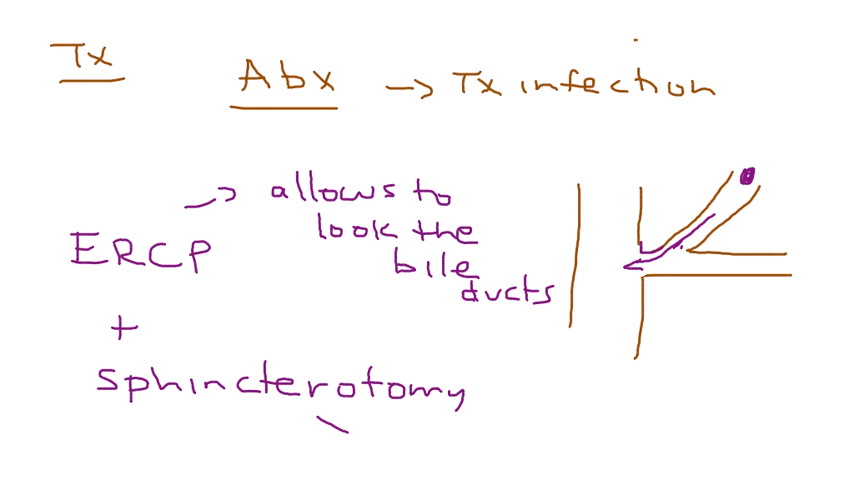 Tx
Abx → Tx infection
→ allows to
look the
ERCP
bile
ducts
+
sphincterotomy